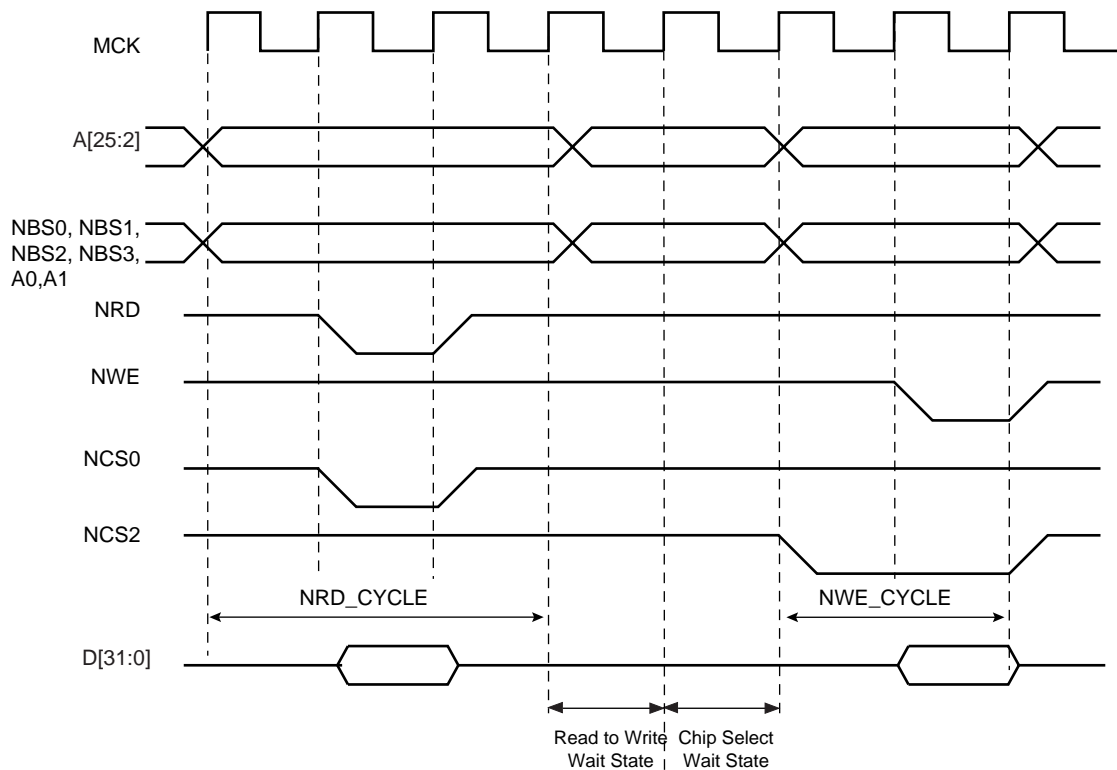 MCK
A[25:2]
NBS0, NBS1,
NBS2, NBS3,
A0,A1
NRD
NWE
NCS0
NCS2
NRD_CYCLE
NWE_CYCLE
D[31:0]
Read to Write
Wait State
Chip Select
Wait State